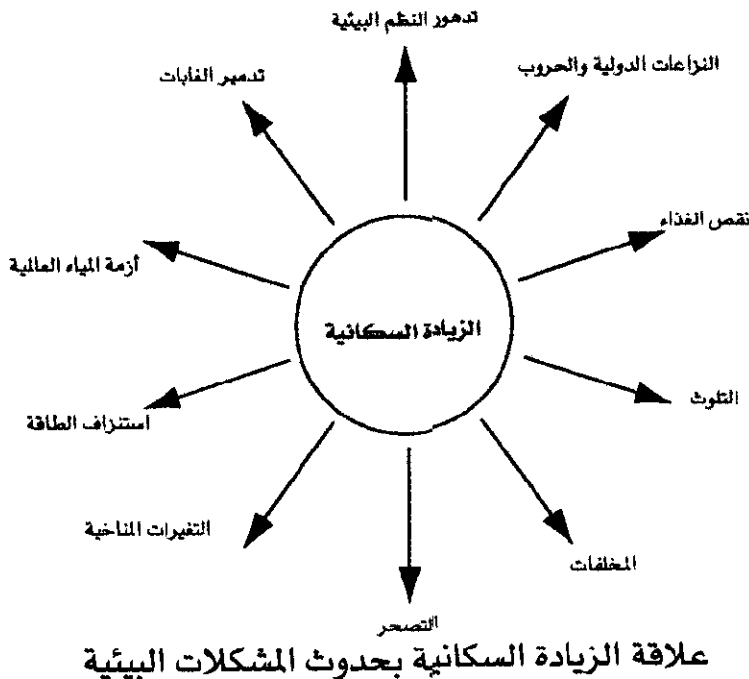 تدهور النظم البيئية
النزاعات الدولية والحروب
تدمير الغابات
نقص الغذاء
أزمة المياه العالمية
الزيادة السكانية
التلوث
استنزاف الطاقة
التغيرات المناخية
المخلفات
التصحر
علاقة الزيادة السكانية بحدوث المشكلات البيئية